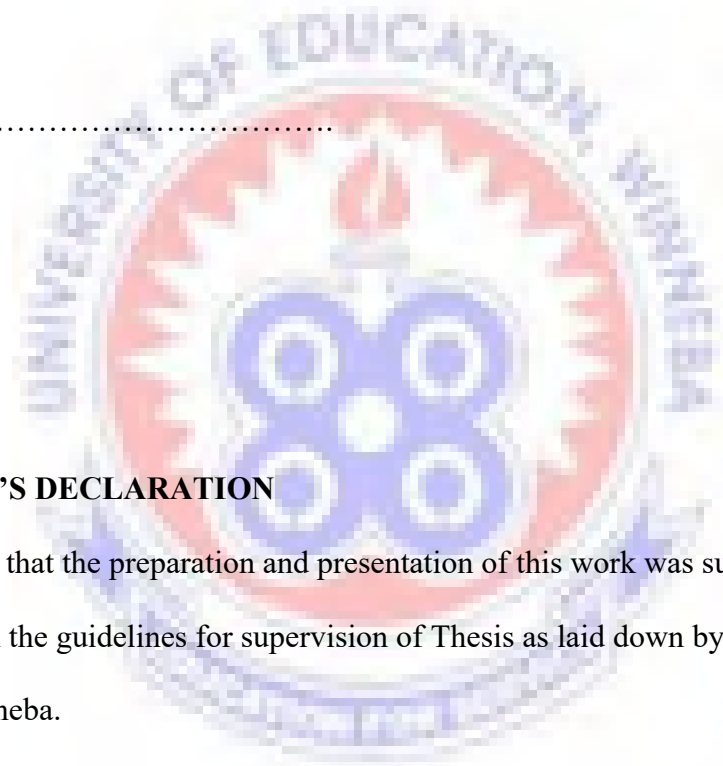 UNIVERSITY OF EDUCATION, WINNEBA
………………………………….
’S DECLARATION
that the preparation and presentation of this work was su
the guidelines for supervision of Thesis as laid down by
neba.